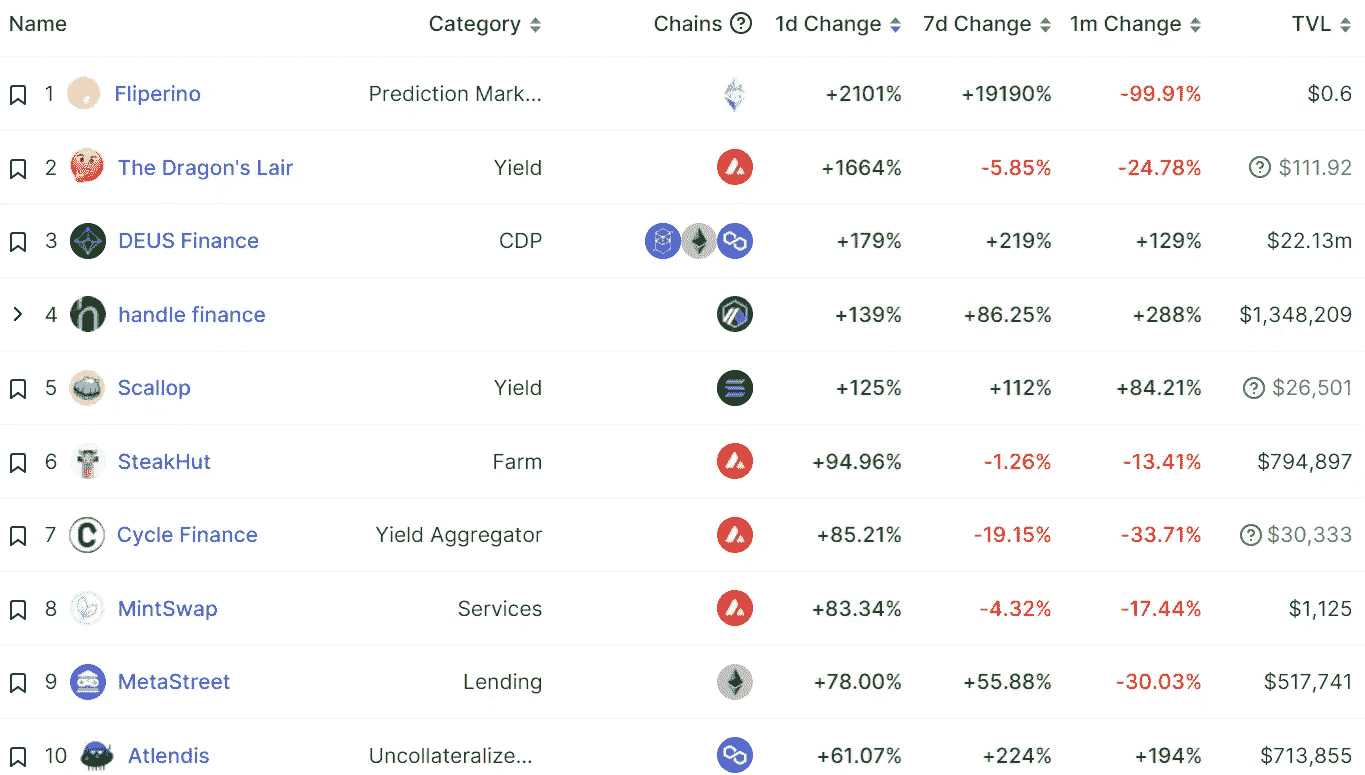 Name Category Chains ? 1d Change 7d Change 1m Change TVL
1 Fliperino Prediction Mark... +2101% +19190% -99.91% $0.6
2 The Dragon's Lair Yield +1664% -5.85% -24.78% ? $111.92
3 DEUS Finance CDP +179% +219% +129% $22.13m
4 handle finance +139% +86.25% +288% $1,348,209
5 Scallop Yield +125% +112% +84.21% ? $26,501
6 SteakHut Farm +94.96% -1.26% -13.41% $794,897
7 Cycle Finance Yield Aggregator +85.21% -19.15% -33.71% ? $30,333
8 MintSwap Services +83.34% -4.32% -17.44% $1,125
9 MetaStreet Lending +78.00% +55.88% -30.03% $517,741
10 Atlendis Uncollateralize... +61.07% +224% +194% $713,855